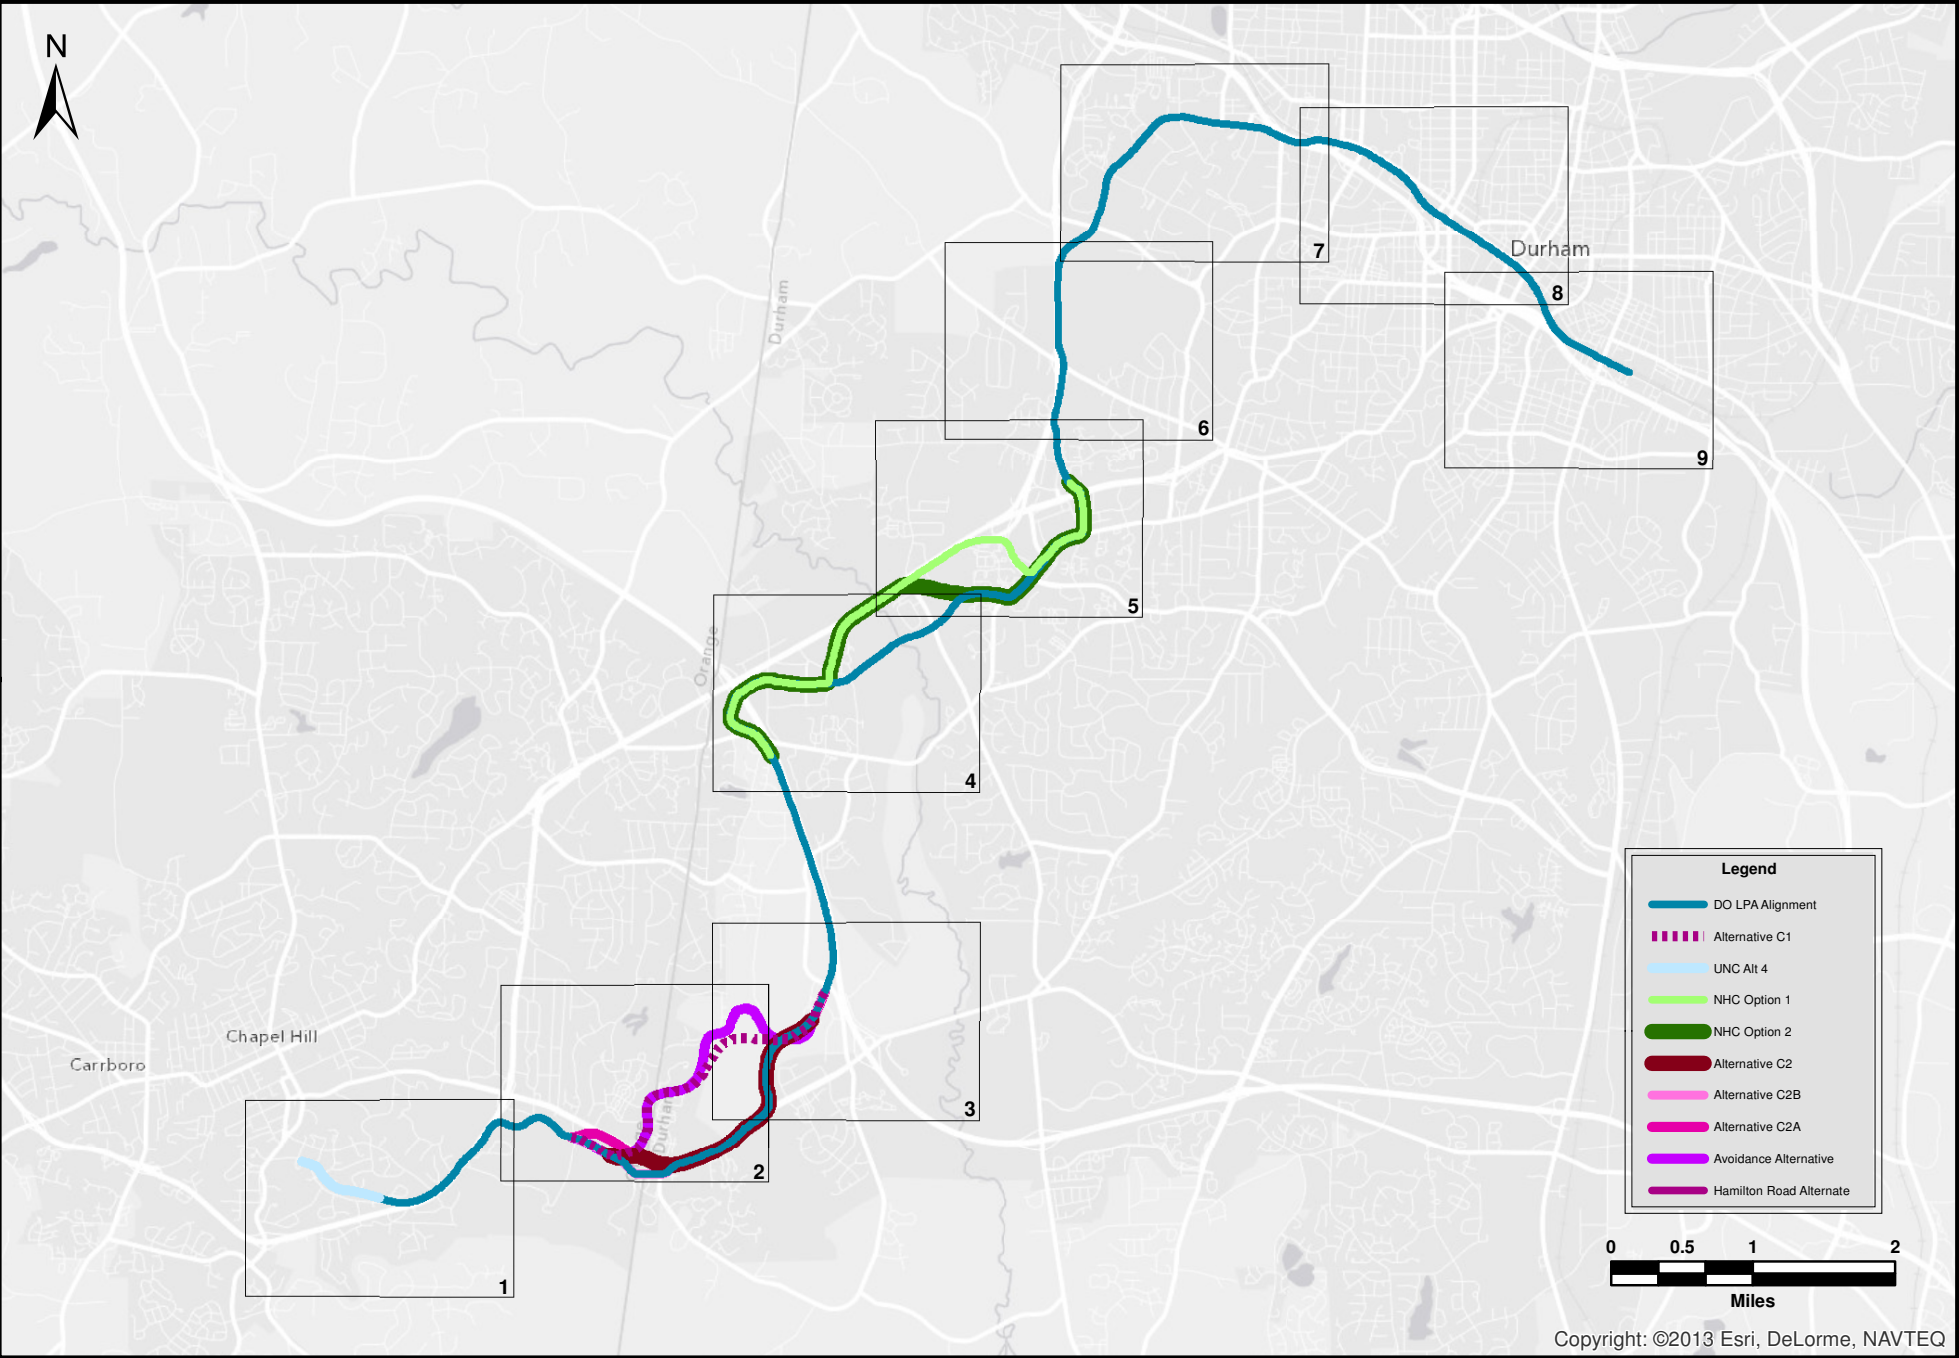 N
Durham
7
Durham
8
6
9
5
Orange
4
Chapel Hill
Carrboro
3
Durham
2
1
Legend
DO LPA Alignment
Alternative C1
UNC Alt 4
NHC Option 1
NHC Option 2
Alternative C2
Alternative C2B
Alternative C2A
Avoidance Alternative
Hamilton Road Alternate
0 0.5 1 2
Miles
Copyright: ©2013 Esri, DeLorme, NAVTEQ